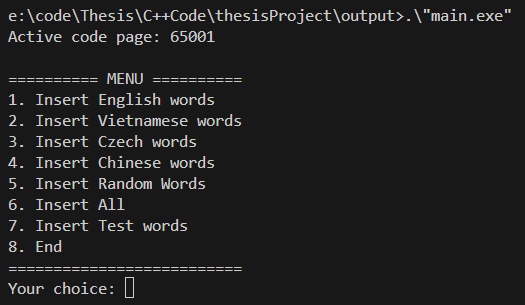 e:\code\Thesis\C++Code\thesisProject\output>.\"main.exe"
Active code page: 65001
========== MENU ==========
1. Insert English words
2. Insert Vietnamese words
3. Insert Czech words
4. Insert Chinese words
5. Insert Random Words
6. Insert All
7. Insert Test words
8. End
==========================
Your choice: